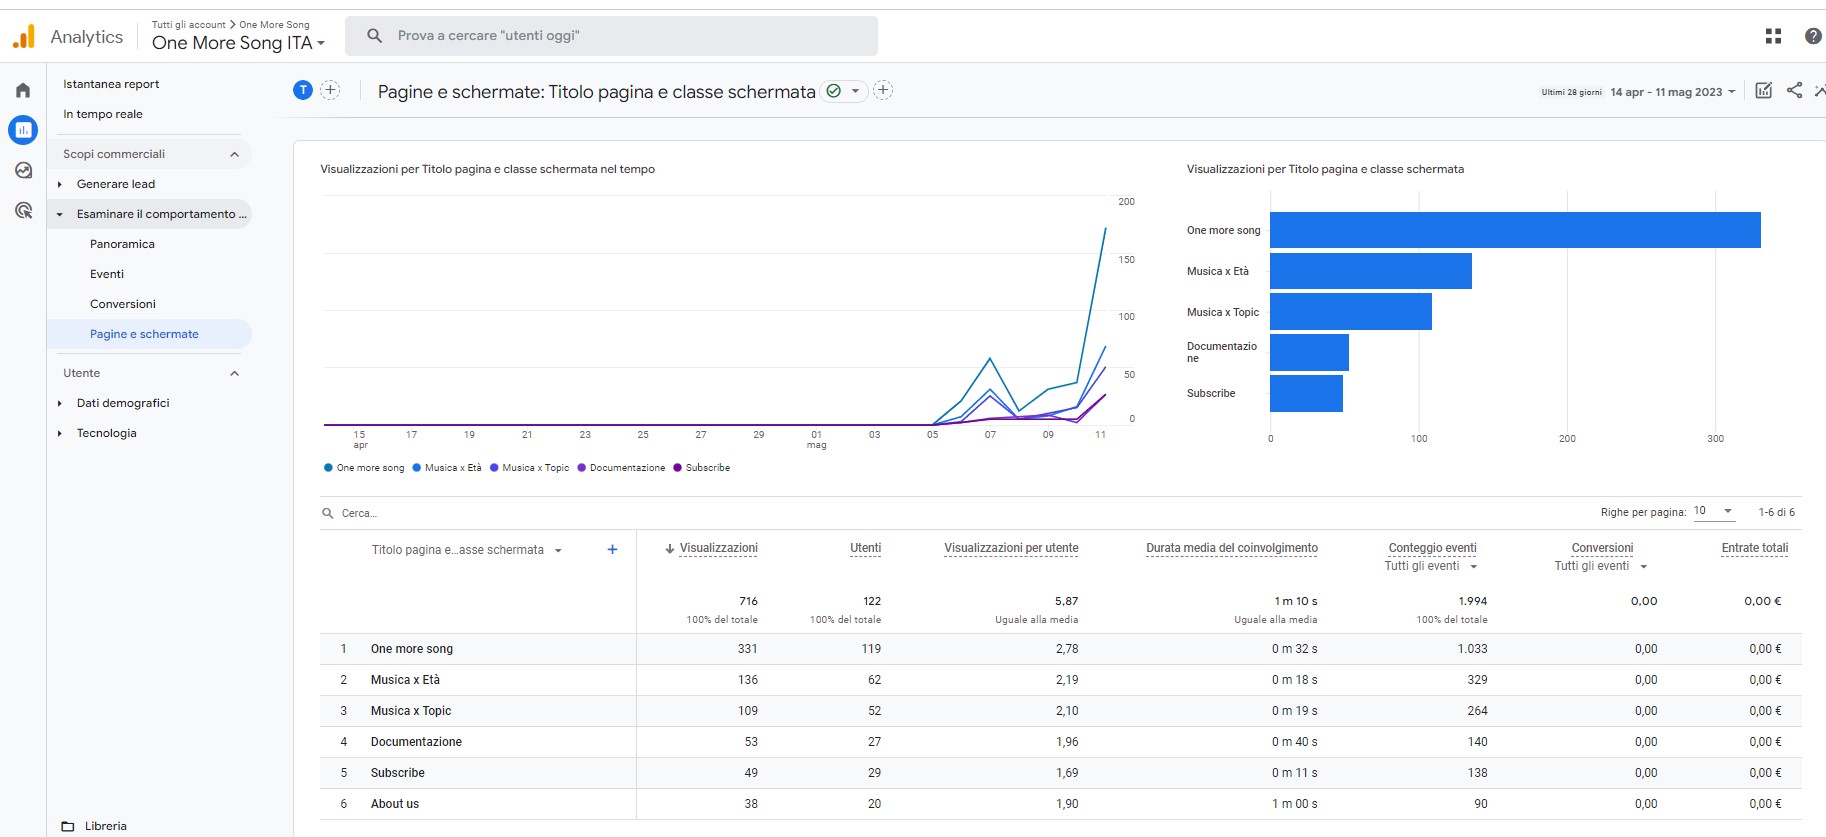 Analytics
Tutti gli account > One More Song
One More Song ITA
Prova a cercare "utenti oggi"
Istantanea report
In tempo reale
Scopi commerciali
Generare lead
Esaminare il comportamento ...
Panoramica
Eventi
Conversioni
Pagine e schermate
Utente
Dati demografici
Tecnologia
Libreria
T
Pagine e schermate: Titolo pagina e classe schermata
Ultimi 28 giorni 14 apr - 11 mag 2023
Visualizzazioni per Titolo pagina e classe schermata nel tempo
200
150
100
50
0
15 apr 17 19 21 23 25 27 29 01 mag 03 05 07 09 11
One more song Musica x Età Musica x Topic Documentazione Subscribe
Visualizzazioni per Titolo pagina e classe schermata
One more song
Musica x Età
Musica x Topic
Documentazio
ne
Subscribe
0 100 200 300
Cerca...
Righe per pagina: 10 1-6 di 6
Titolo pagina e...asse schermata + Visualizzazioni Utenti Visualizzazioni per utente Durata media del coinvolgimento Conteggio eventi Conversioni Entrate totali
Tutti gli eventi Tutti gli eventi
716 122 5,87 1 m 10 s 1.994 0,00 0,00 €
100% del totale 100% del totale Uguale alla media Uguale alla media 100% del totale
1 One more song 331 119 2,78 0 m 32 s 1.033 0,00 0,00 €
2 Musica x Età 136 62 2,19 0 m 18 s 329 0,00 0,00 €
3 Musica x Topic 109 52 2,10 0 m 19 s 264 0,00 0,00 €
4 Documentazione 53 27 1,96 0 m 40 s 140 0,00 0,00 €
5 Subscribe 49 29 1,69 0 m 11 s 138 0,00 0,00 €
6 About us 38 20 1,90 1 m 00 s 90 0,00 0,00 €